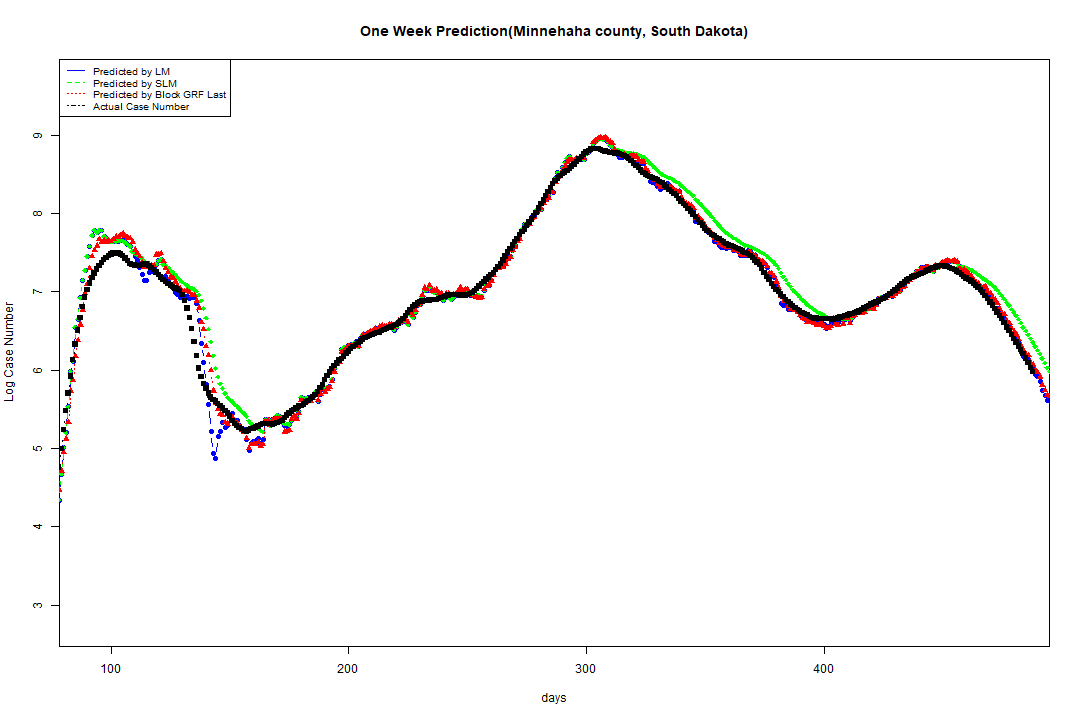 One Week Prediction(Minnehaha county, South Dakota)
Predicted by LM
Predicted by SLM
Predicted by Block GRF Last
Actual Case Number
Log Case Number
9
8
7
6
5
4
3
100 200 300 400
days